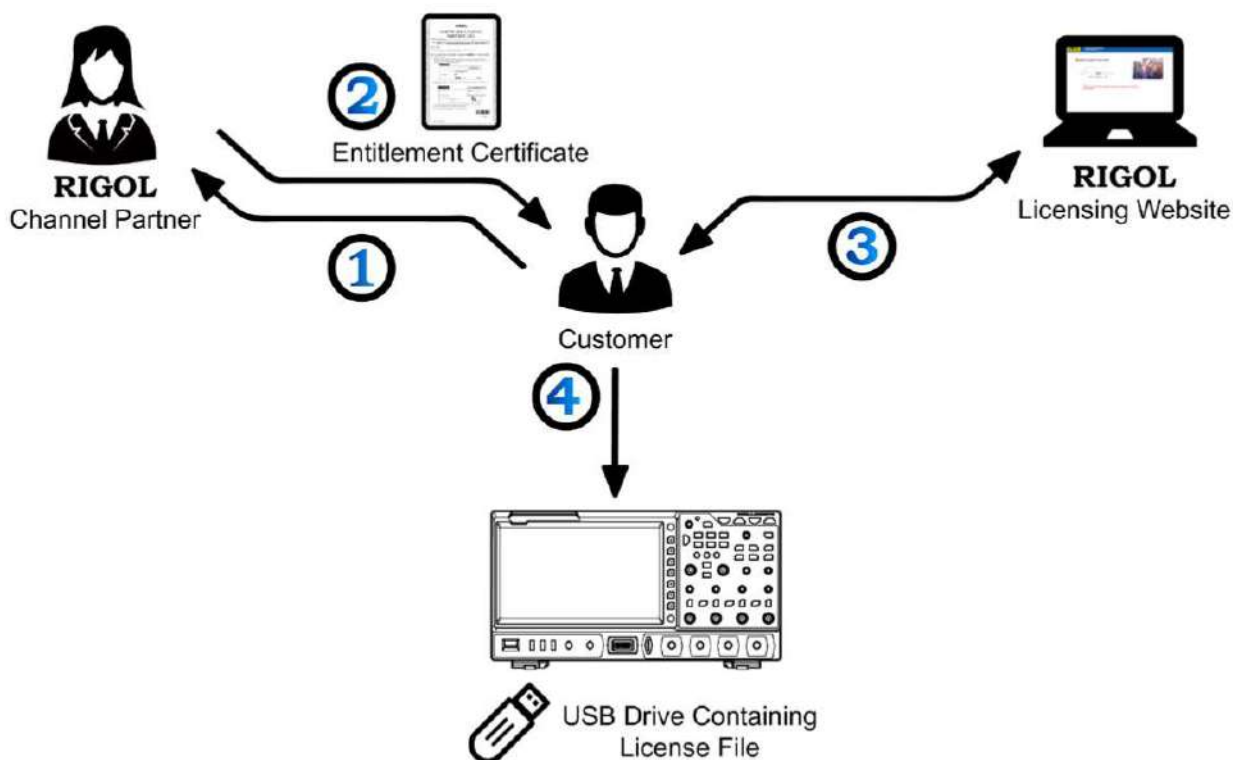 2
Entitlement Certificate
RIGOL
Channel Partner
1
RIGOL
Licensing Website
3
Customer
4
USB Drive Containing
License File